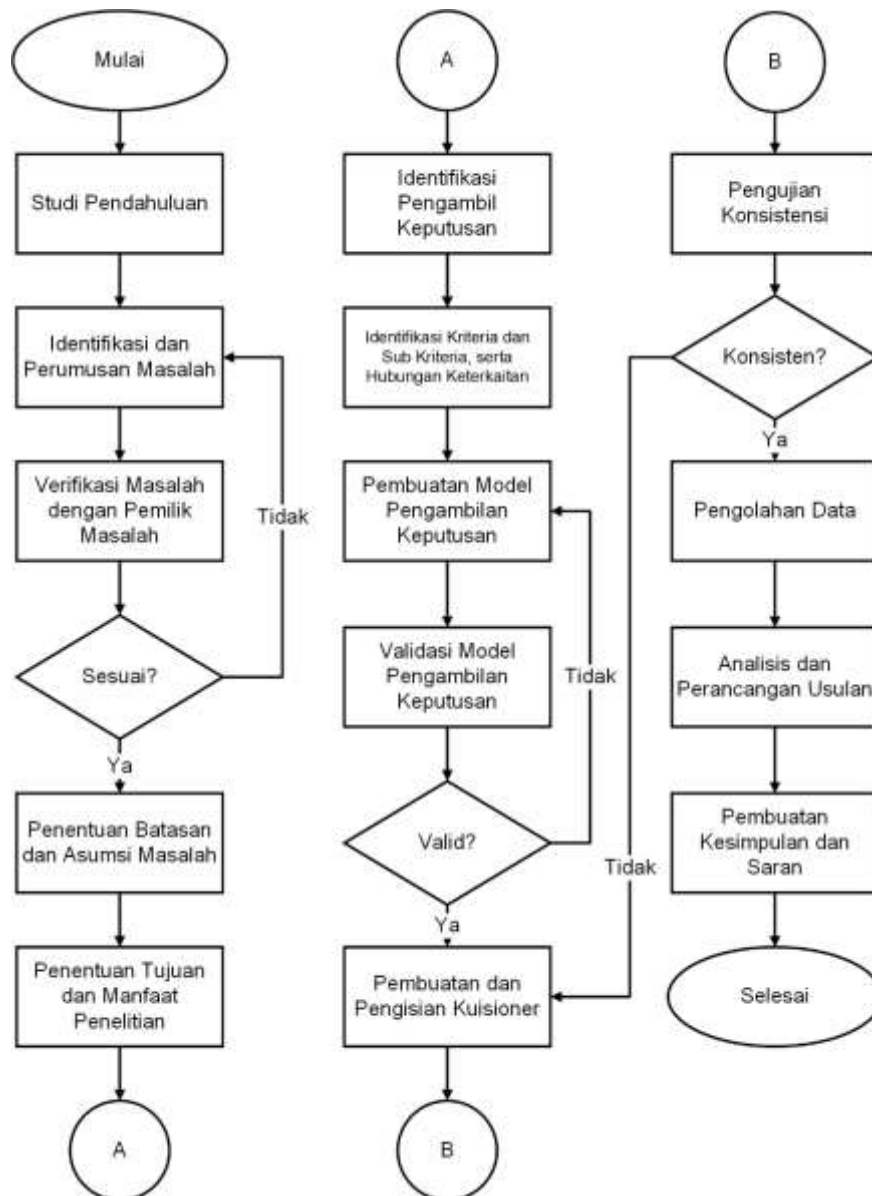 Mulai
Studi Pendahuluan
Identifikasi dan
Perumusan Masalah
Verifikasi Masalah
dengan Pemilik
Masalah
Tidak
Sesuai?
Ya
Penentuan Batasan
dan Asumsi Masalah
Penentuan Tujuan
dan Manfaat
Penelitian
A
A
Identifikasi
Pengambil
Keputusan
Identifikasi Kriteria dan
Sub Kriteria, serta
Hubungan Keterkaitan
Pembuatan Model
Pengambilan
Keputusan
Validasi Model
Pengambilan
Keputusan
Tidak
Valid?
Ya
Pembuatan dan
Pengisian Kuisioner
B
B
Pengujian
Konsistensi
Konsisten?
Ya
Tidak
Pengolahan Data
Analisis dan
Perancangan Usulan
Pembuatan
Kesimpulan dan
Saran
Selesai